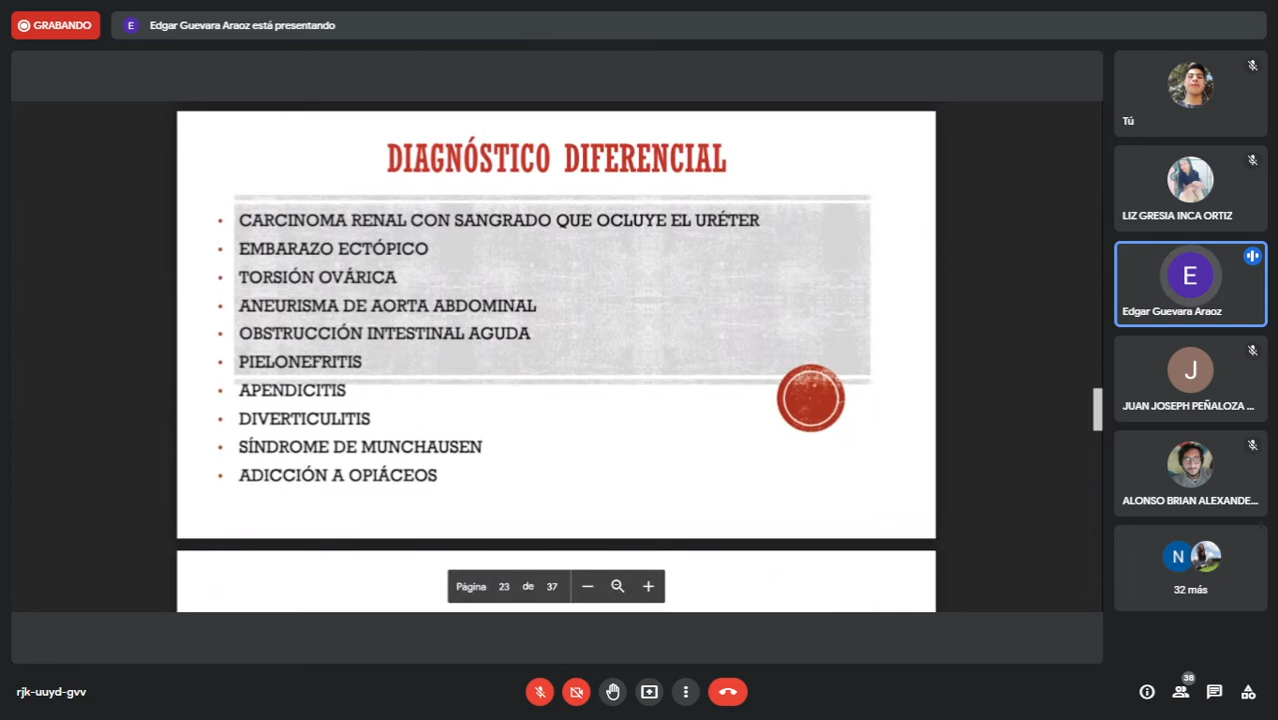 GRABANDO
E
Edgar Guevara Araoz está presentando
DIAGNÓSTICO DIFERENCIAL
• CARCINOMA RENAL CON SANGRADO QUE OCLUYE EL URÉTER
• EMBARAZO ECTÓPICO
• TORSIÓN OVÁRICA
• ANEURISMA DE AORTA ABDOMINAL
• OBSTRUCCIÓN INTESTINAL AGUDA
• PIELONEFRITIS
• APENDICITIS
• DIVERTICULITIS
• SÍNDROME DE MUNCHAUSEN
• ADICCIÓN A OPIÁCEOS
Página 23 de 37
Tú
LIZ GRESIA INCA ORTIZ
E
Edgar Guevara Araoz
J
JUAN JOSEPH PEÑALOZA ...
ALONSO BRIAN ALEXANDE...
N
32 más
rjk-uuyd-gvv
38